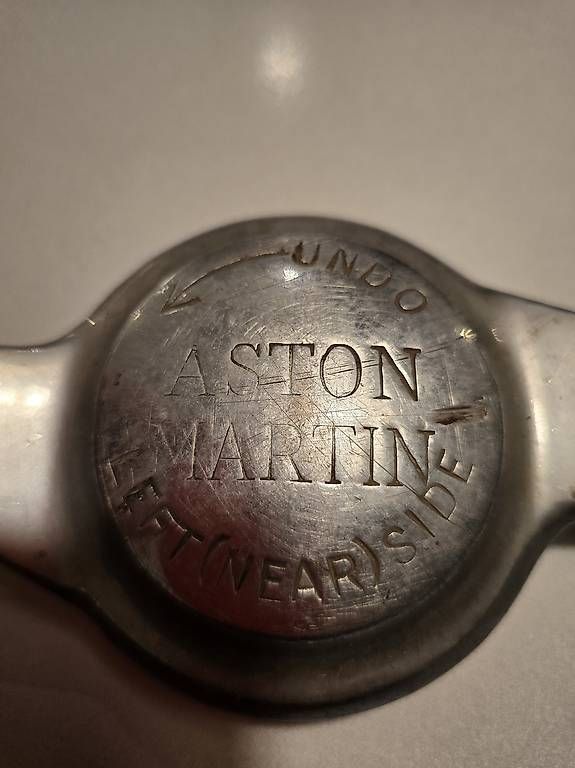 UNDO
ASTON
MARTIN
LEFT (NEAR) SIDE